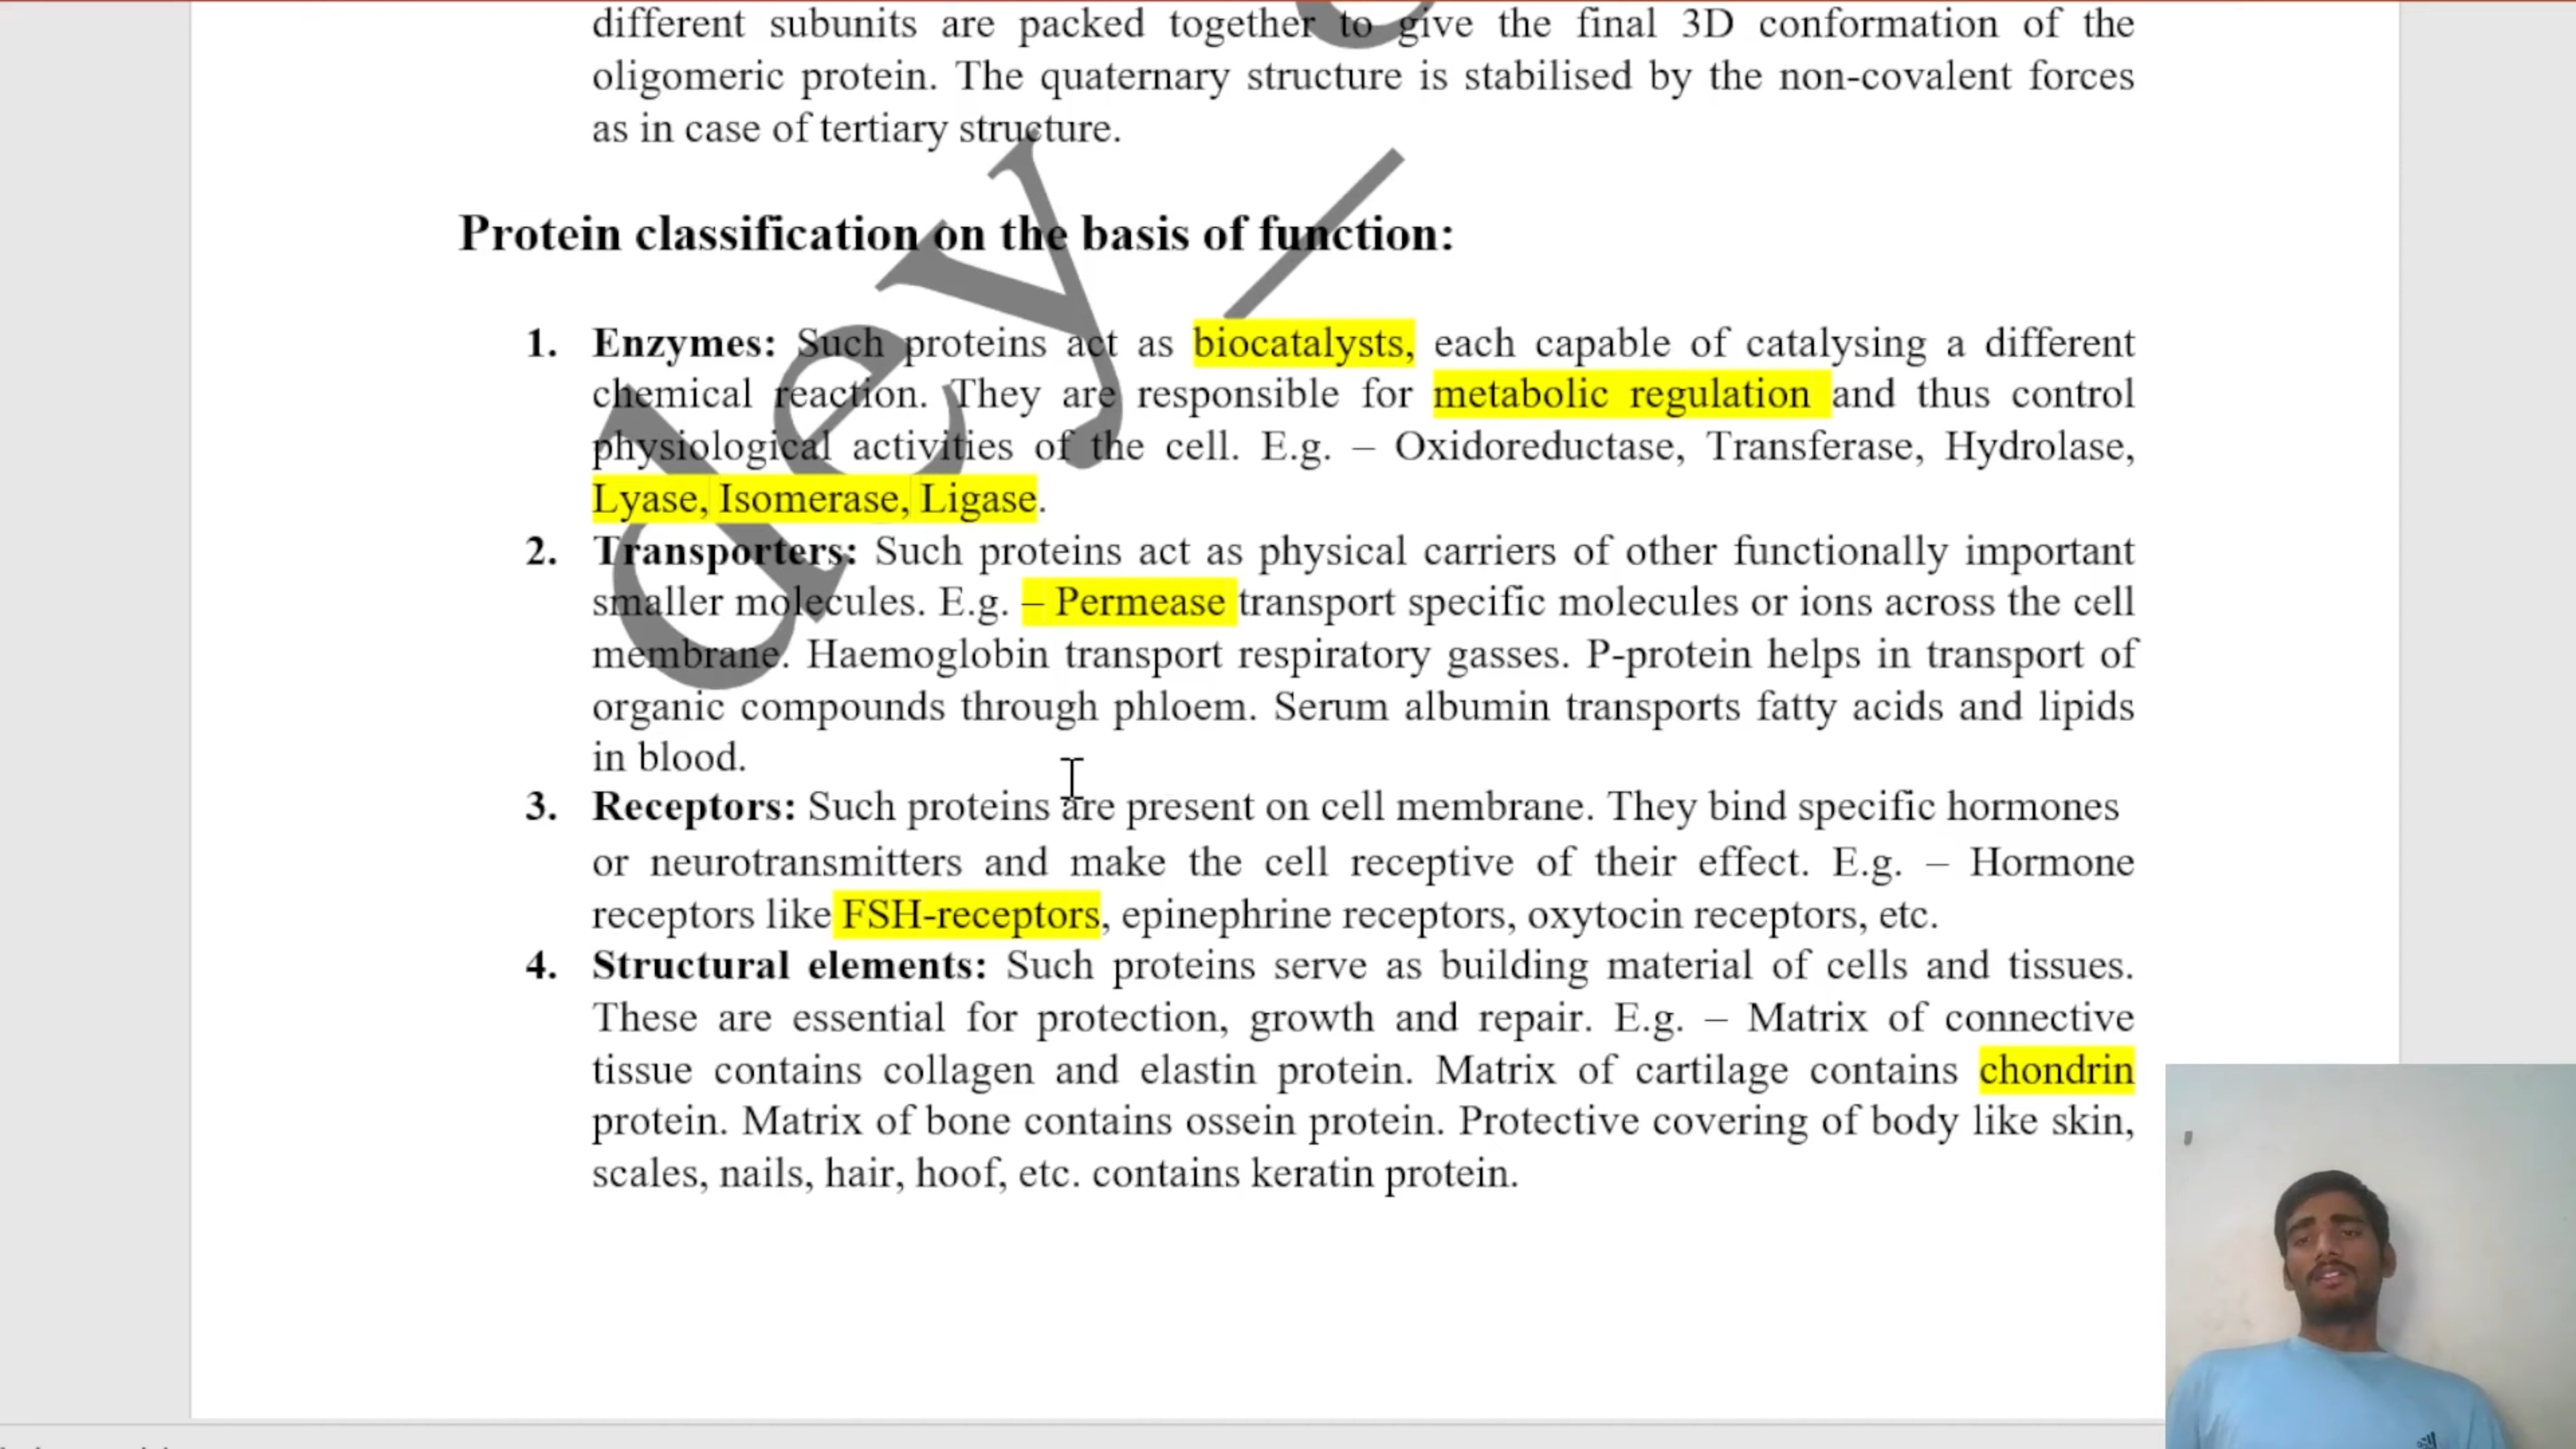 different subunits are packed together to give the final 3D conformation of the
oligomeric protein. The quaternary structure is stabilised by the non-covalent forces
as in case of tertiary structure.
Protein classification on the basis of function:
1. Enzymes: Such proteins act as biocatalysts, each capable of catalysing a different
chemical reaction. They are responsible for metabolic regulation and thus control
physiological activities of the cell. E.g. – Oxidoreductase, Transferase, Hydrolase,
Lyase, Isomerase, Ligase.
2. Transporters: Such proteins act as physical carriers of other functionally important
smaller molecules. E.g. – Permease transport specific molecules or ions across the cell
membrane. Haemoglobin transport respiratory gasses. P-protein helps in transport of
organic compounds through phloem. Serum albumin transports fatty acids and lipids
in blood.
3. Receptors: Such proteins are present on cell membrane. They bind specific hormones
or neurotransmitters and make the cell receptive of their effect. E.g. – Hormone
receptors like FSH-receptors, epinephrine receptors, oxytocin receptors, etc.
4. Structural elements: Such proteins serve as building material of cells and tissues.
These are essential for protection, growth and repair. E.g. – Matrix of connective
tissue contains collagen and elastin protein. Matrix of cartilage contains chondrin
protein. Matrix of bone contains ossein protein. Protective covering of body like skin,
scales, nails, hair, hoof, etc. contains keratin protein.
dey_